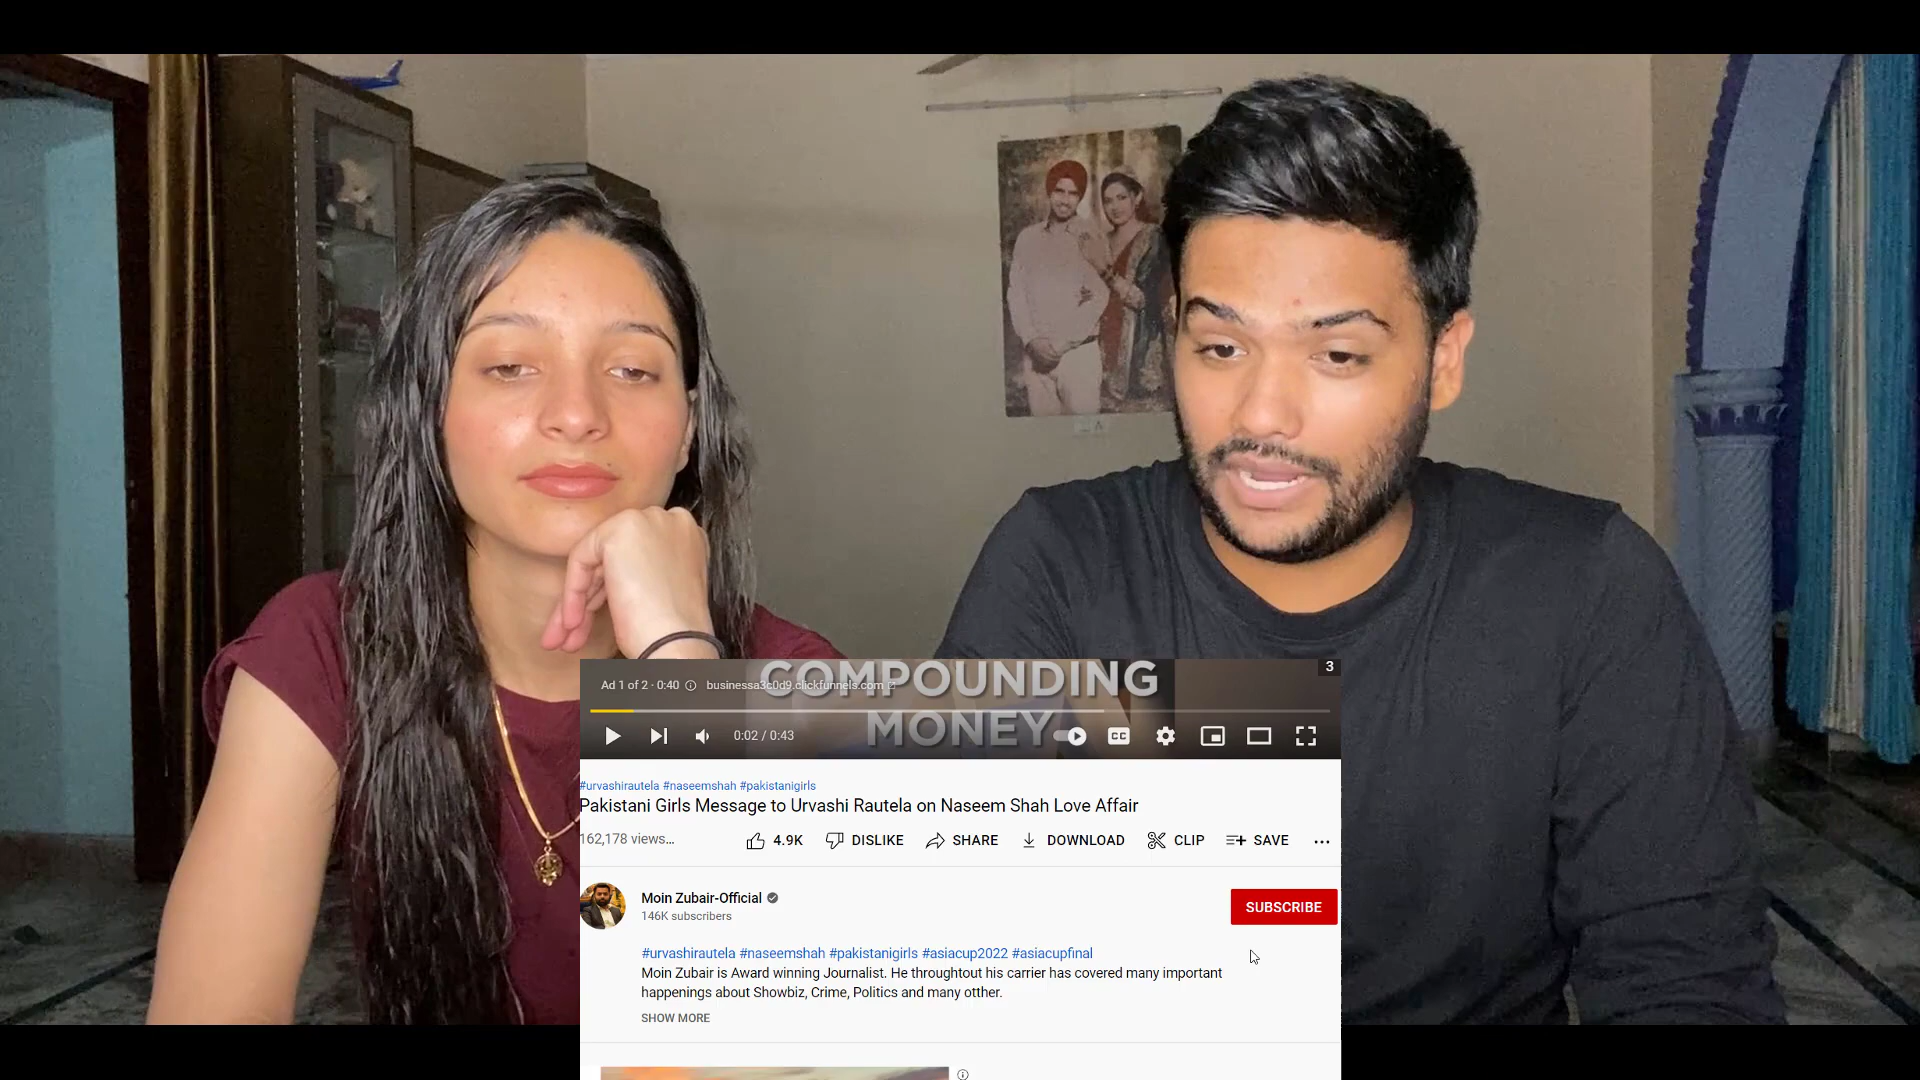 COMPOUNDING
3
Ad 1 of 2 · 0:40 businessa3c0d9.clickfunnels.com
MONEY
0:02 / 0:43
CC
#urvashirautela #naseemshah #pakistanigirls
Pakistani Girls Message to Urvashi Rautela on Naseem Shah Love Affair
162,178 views...
4.9K DISLIKE SHARE DOWNLOAD CLIP SAVE ...
Moin Zubair-Official
146K subscribers
SUBSCRIBE
#urvashirautela #naseemshah #pakistanigirls #asiacup2022 #asiacupfinal
Moin Zubair is Award winning Journalist. He throughtout his carrier has covered many important
happenings about Showbiz, Crime, Politics and many otther.
SHOW MORE